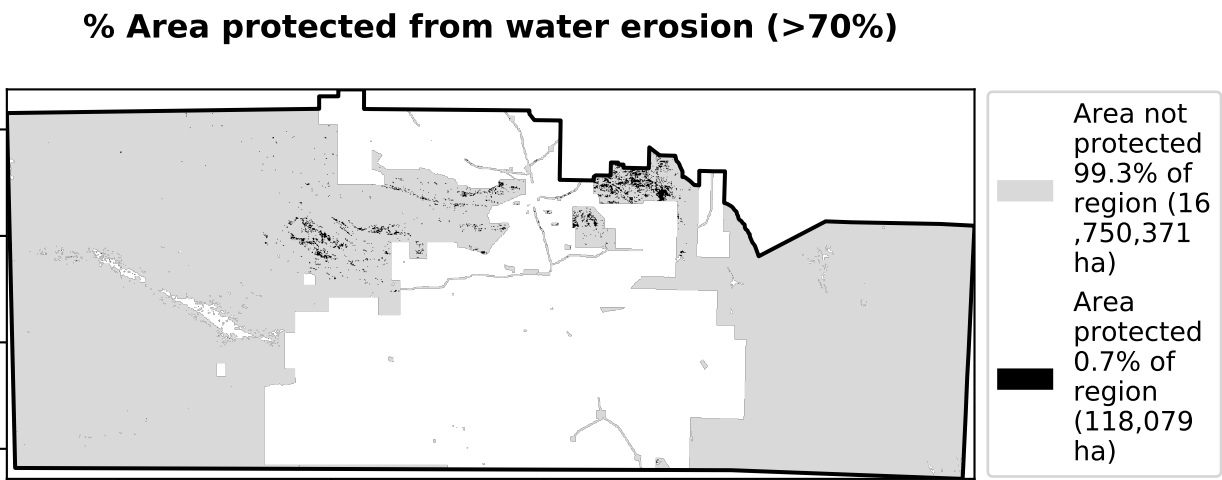 % Area protected from water erosion (>70%)
Area not
protected
99.3% of
region (16
,750,371
ha)
Area
protected
0.7% of
region
(118,079
ha)